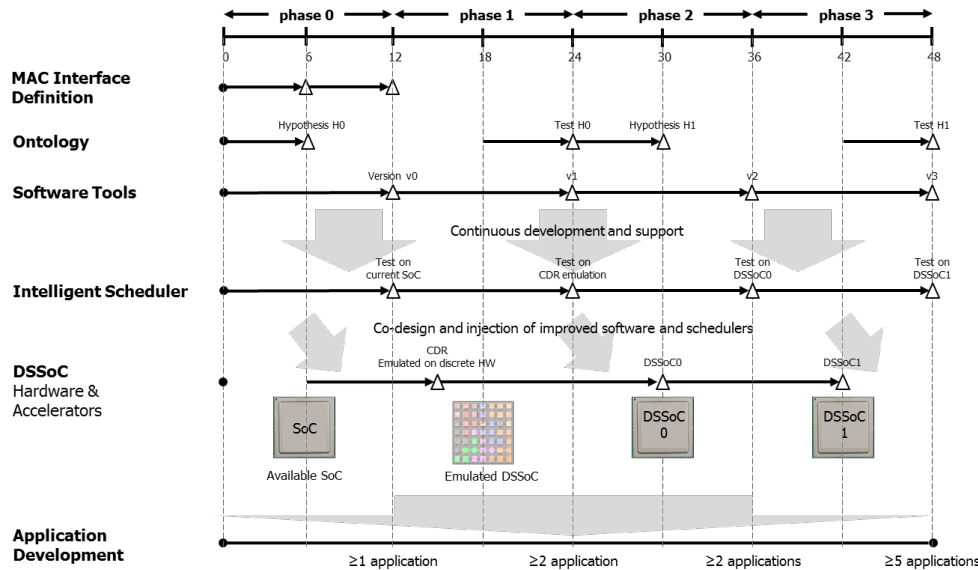 phase 0 phase 1 phase 2 phase 3
0 6 12 18 24 30 36 42 48
MAC Interface
Definition
Hypothesis H0 Test H0 Hypothesis H1 Test H1
Ontology
Version v0 v1 v2 v3
Software Tools
Continuous development and support
Test on Test on Test on Test on
current SoC CDR emulation DSSoC0 DSSoC1
Intelligent Scheduler
Co-design and injection of improved software and schedulers
CDR
Emulated on discrete HW DSSoC0 DSSoC1
DSSoC
Hardware &
Accelerators
SoC DSSoC DSSoC
0 1
Available SoC Emulated DSSoC
Application
Development
≥1 application ≥2 application ≥2 applications ≥5 applications